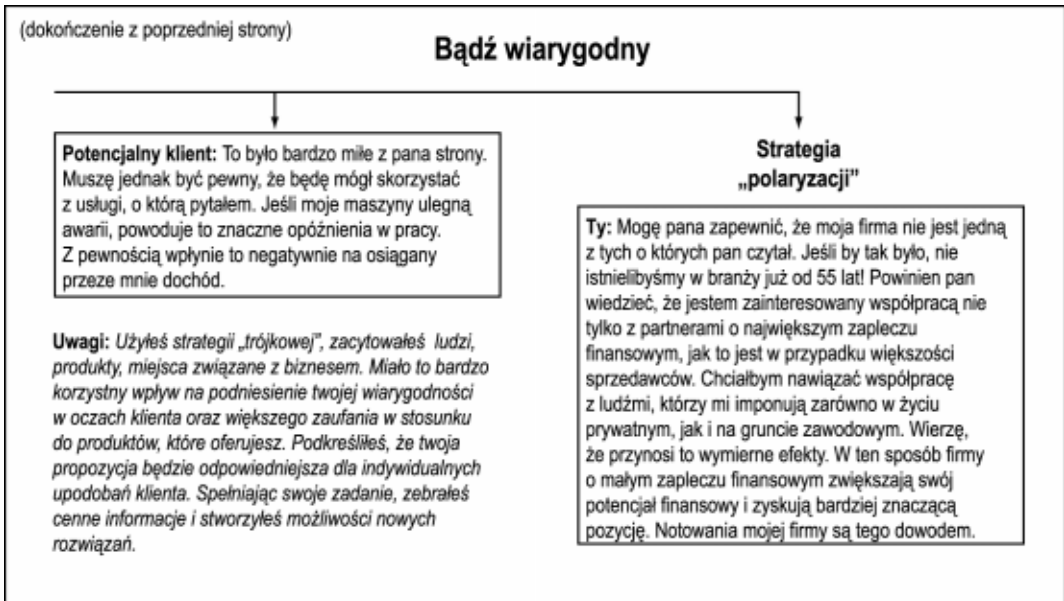 (dokończenie z poprzedniej strony)
Bądź wiarygodny
Potencjalny klient: To było bardzo miłe z pana strony.
Muszę jednak być pewny, że będę mógł skorzystać
z usługi, o którą pytałem. Jeśli moje maszyny ulegną
awarii, powoduje to znaczne opóźnienia w pracy.
Z pewnością wpłynie to negatywnie na osiągany
przeze mnie dochód.
Uwagi: Użyłeś strategii „trójkowej”, zacytowałeś ludzi,
produkty, miejsca związane z biznesem. Miało to bardzo
korzystny wpływ na podniesienie twojej wiarygodności
w oczach klienta oraz większego zaufania w stosunku
do produktów, które oferujesz. Podkreśliłeś, że twoja
propozycja będzie odpowiedniejsza dla indywidualnych
upodobań klienta. Spełniając swoje zadanie, zebrałeś
cenne informacje i stworzyłeś możliwości nowych
rozwiązań.
Strategia
„polaryzacji”
Ty: Mogę pana zapewnić, że moja firma nie jest jedną
z tych o których pan czytał. Jeśli by tak było, nie
istnielibyśmy w branży już od 55 lat! Powinien pan
wiedzieć, że jestem zainteresowany współpracą nie
tylko z partnerami o największym zapleczu
finansowym, jak to jest w przypadku większości
sprzedawców. Chciałbym nawiązać współpracę
z ludźmi, którzy mi imponują zarówno w życiu
prywatnym, jak i na gruncie zawodowym. Wierzę,
że przynosi to wymierne efekty. W ten sposób firmy
o małym zapleczu finansowym zwiększają swój
potencjał finansowy i zyskują bardziej znaczącą
pozycję. Notowania mojej firmy są tego dowodem.